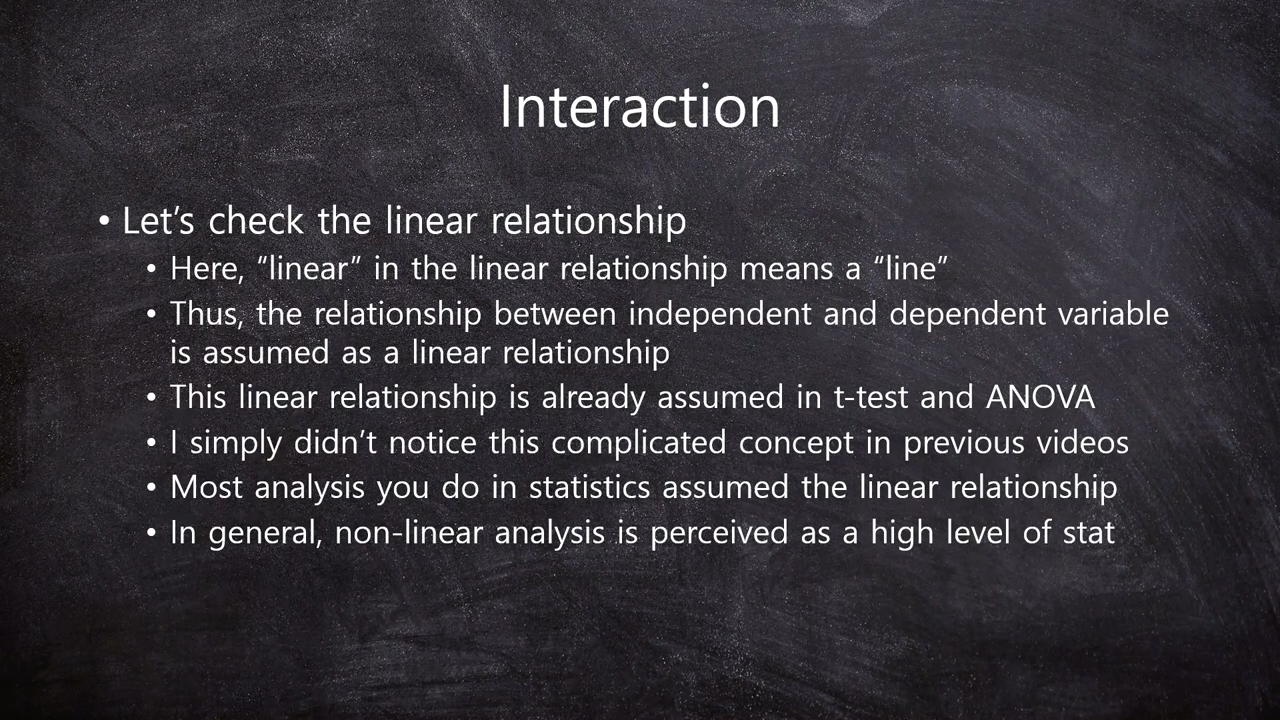 Interaction
• Let’s check the linear relationship
• Here, “linear” in the linear relationship means a “line”
• Thus, the relationship between independent and dependent variable
is assumed as a linear relationship
• This linear relationship is already assumed in t-test and ANOVA
• I simply didn’t notice this complicated concept in previous videos
• Most analysis you do in statistics assumed the linear relationship
• In general, non-linear analysis is perceived as a high level of stat